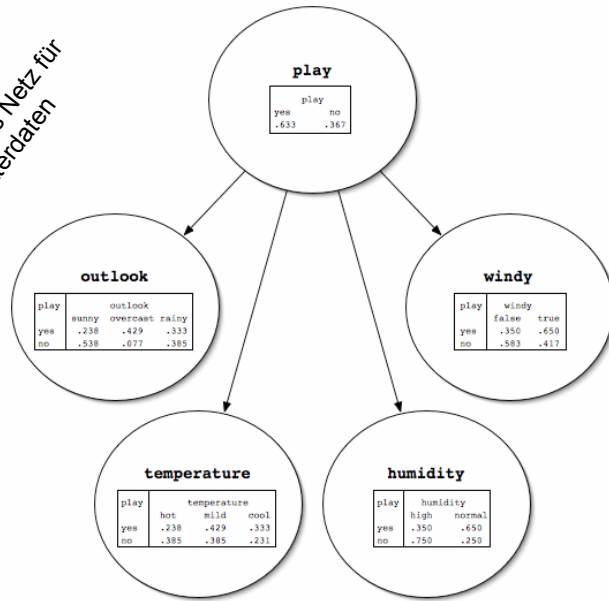 Netz für
terdaten
play
play
yes no
.633 .367
outlook
play outlook
sunny overcast rainy
yes .238 .429 .333
no .538 .077 .385
windy
play windy
false true
yes .350 .650
no .583 .417
temperature
play temperature
hot mild cool
yes .238 .429 .333
no .385 .385 .231
humidity
play humidity
high normal
yes .350 .650
no .750 .250